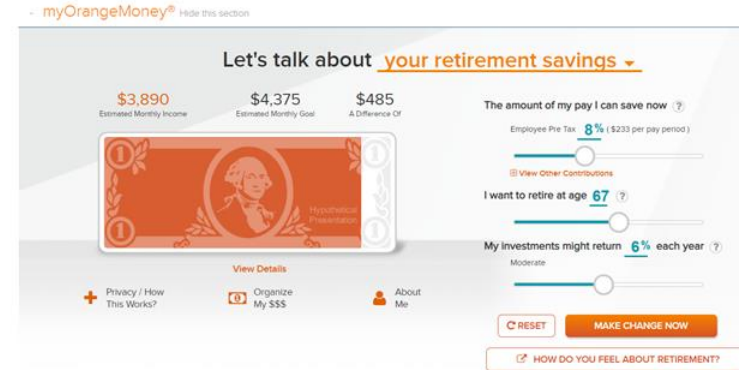 - myOrangeMoney® Hide this section
Let's talk about your retirement savings
$3,890
Estimated Monthly Income
$4,375
Estimated Monthly Goal
$485
A Difference Of
1
1
1
1
Hypothetical
Presentation
View Details
Privacy / How
This Works?
Organize
My $$$
About
Me
The amount of my pay I can save now ?
Employee Pre Tax 8% ($233 per pay period)
View Other Contributions
I want to retire at age 67 ?
My investments might return 6% each year ?
Moderate
RESET
MAKE CHANGE NOW
HOW DO YOU FEEL ABOUT RETIREMENT?